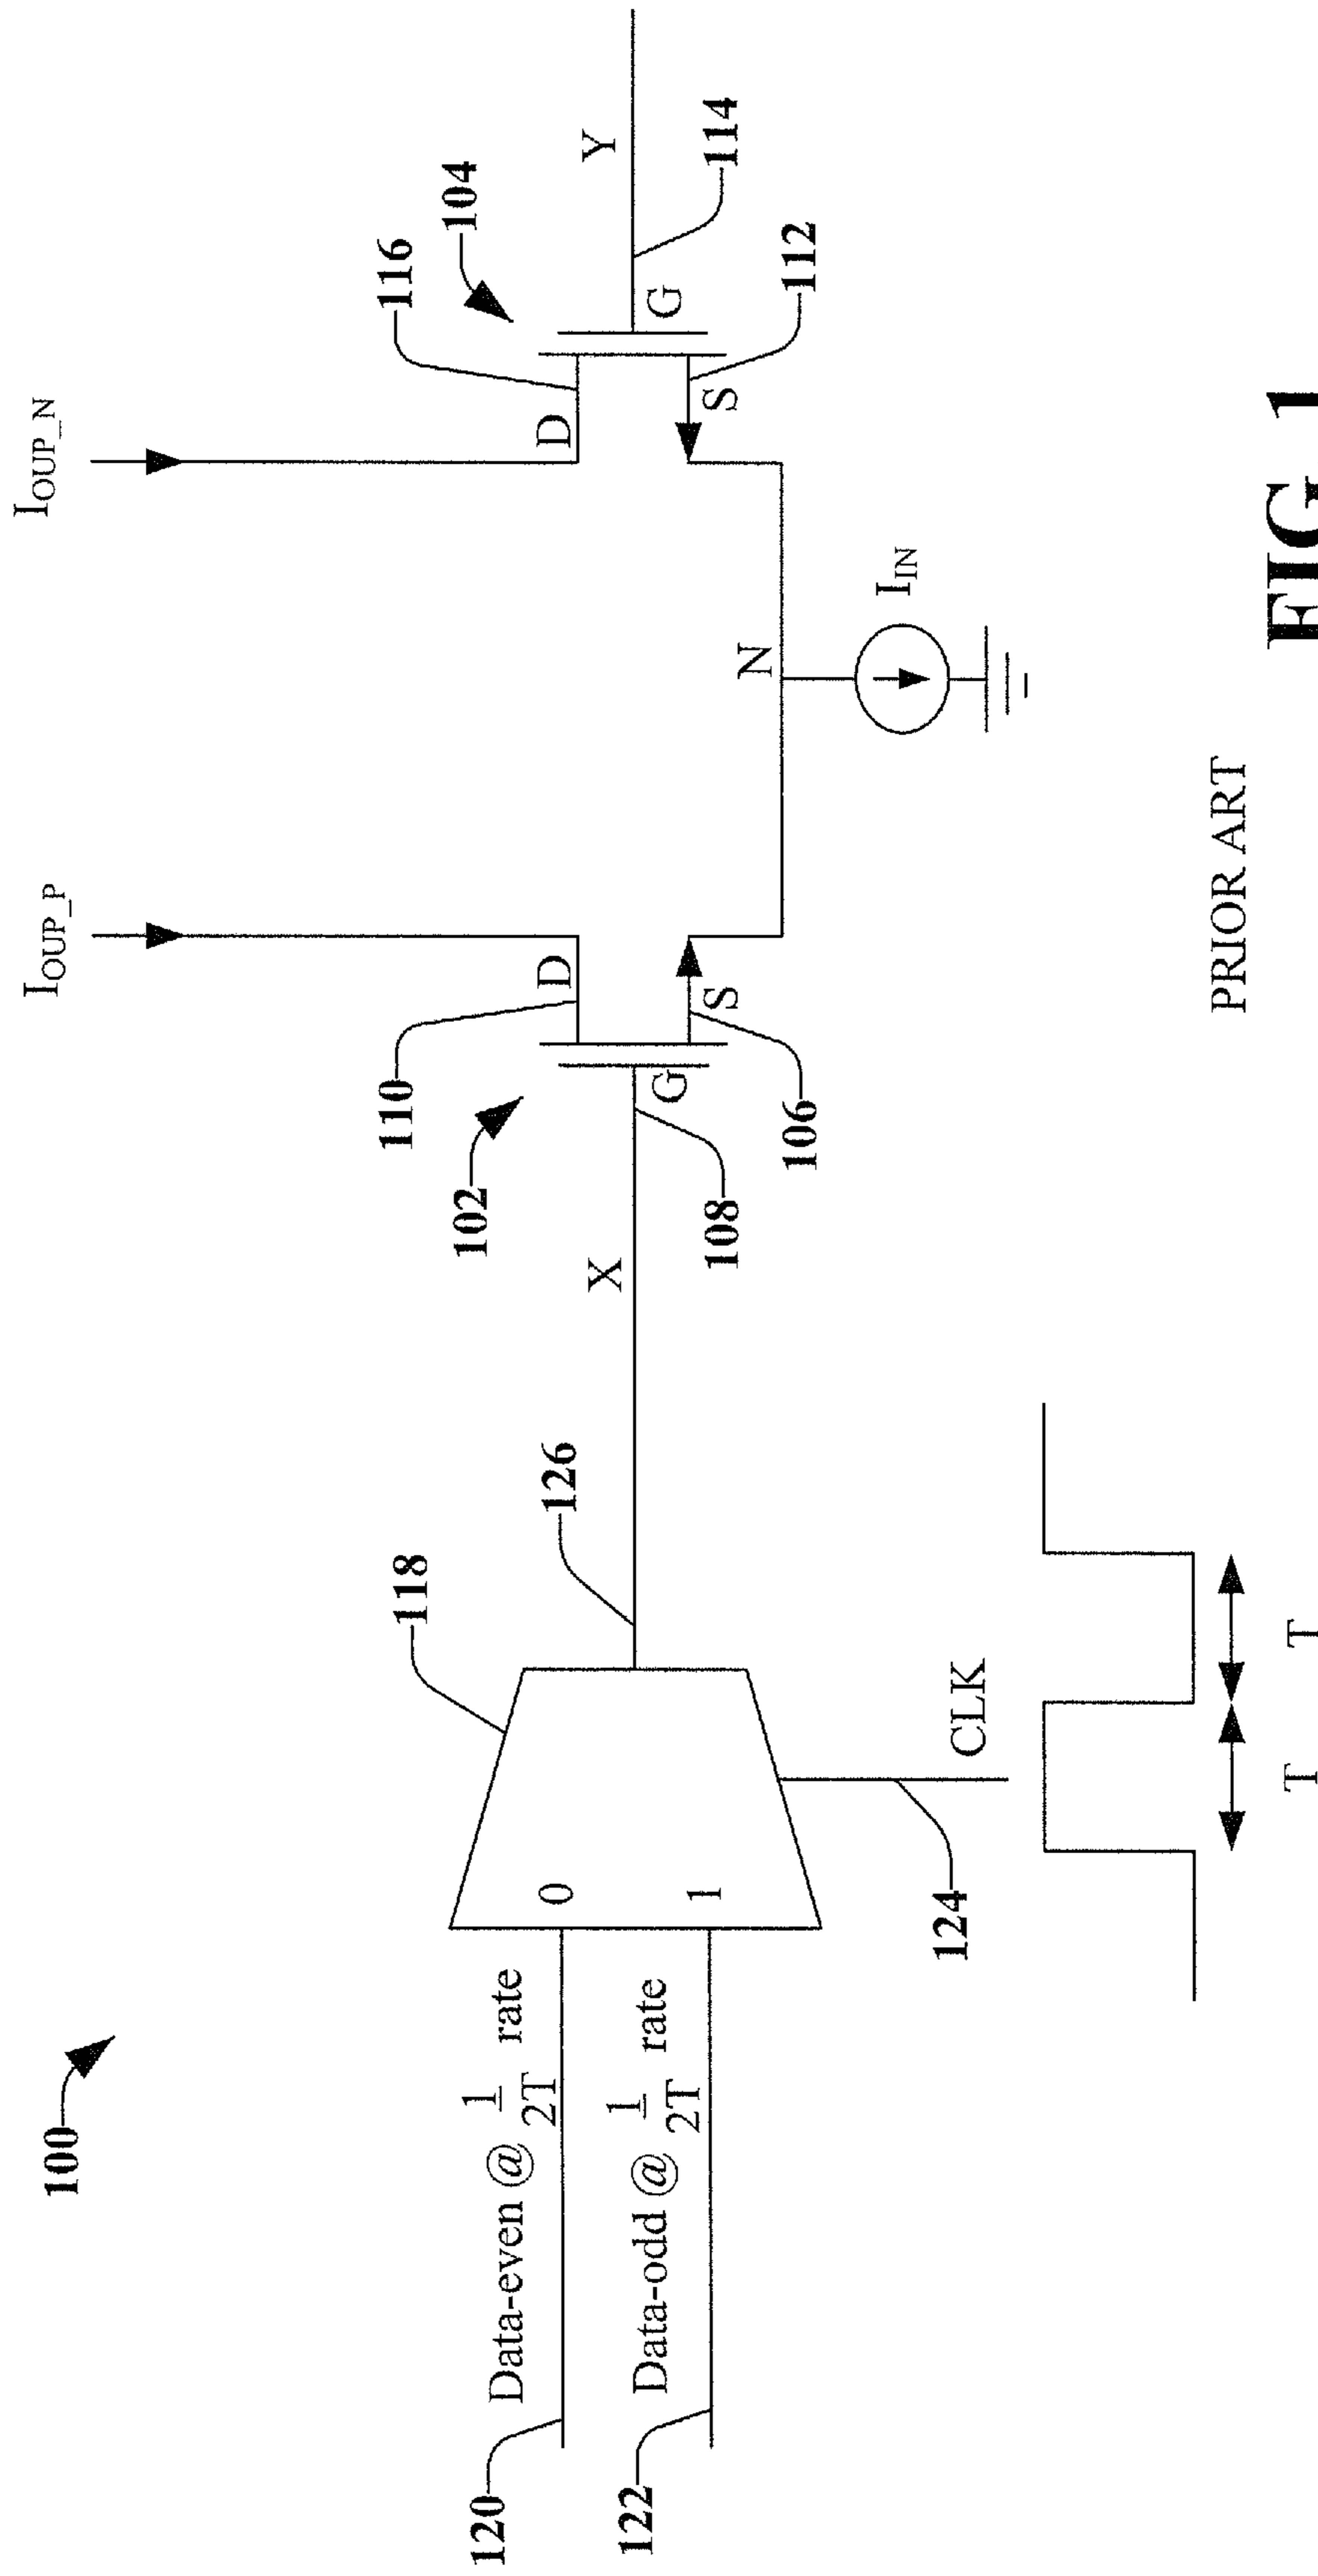 100
I_OUP_P
I_OUP_N
120
Data-even @ 1/2T rate
0
118
126
X
102
110
D
G
S
108
106
N
I_IN
116
D
104
G
Y
S
114
112
122
Data-odd @ 1/2T rate
1
124
CLK
T
T
PRIOR ART
FIG 1